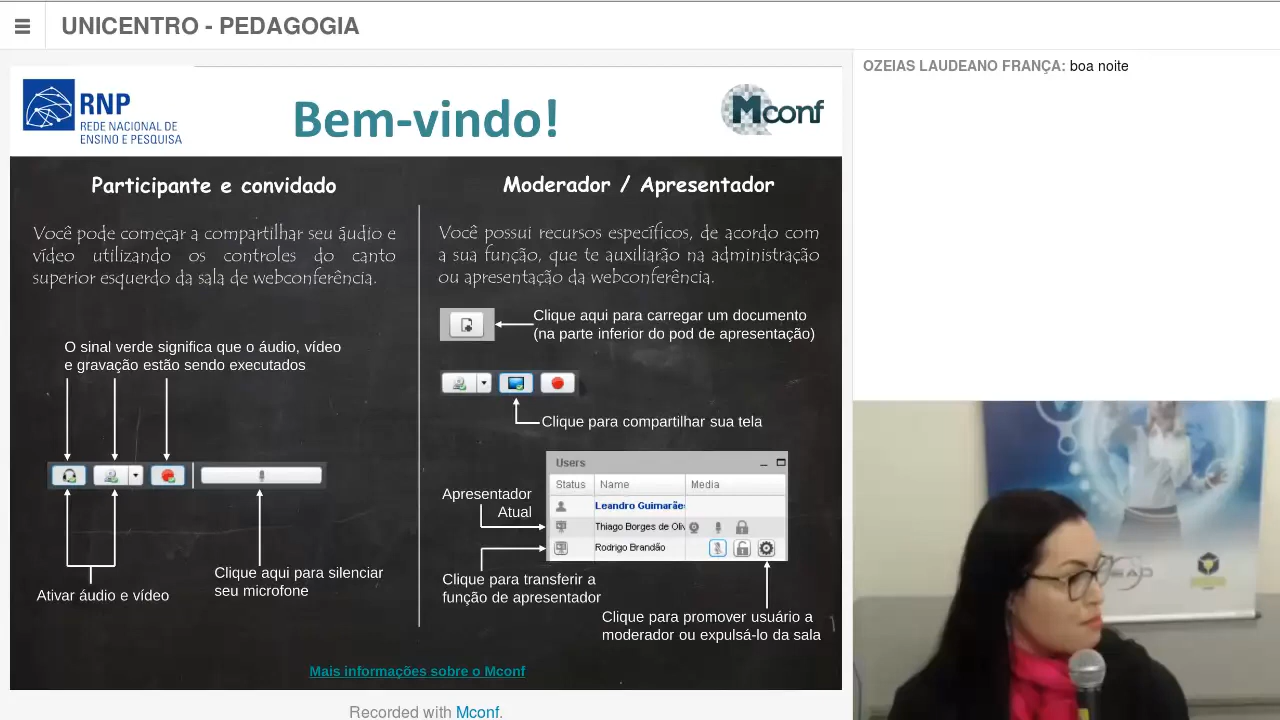 UNICENTRO - PEDAGOGIA
OZEIAS LAUDEANO FRANÇA: boa noite
RNP
REDE NACIONAL DE
ENSINO E PESQUISA
Bem-vindo!
Mconf
Participante e convidado
Você pode começar a compartilhar seu áudio e
vídeo utilizando os controles do canto
superior esquerdo da sala de webconferência.
O sinal verde significa que o áudio, vídeo
e gravação estão sendo executados
Ativar áudio e vídeo
Clique aqui para silenciar
seu microfone
Moderador / Apresentador
Você possui recursos específicos, de acordo com
a sua função, que te auxiliarão na administração
ou apresentação da webconferência.
Clique aqui para carregar um documento
(na parte inferior do pod de apresentação)
Clique para compartilhar sua tela
Apresentador
Atual
Users
Status Name Media
Leandro Guimarães
Thiago Borges de Oliv
Rodrigo Brandão
Clique para transferir a
função de apresentador
Clique para promover usuário a
moderador ou expulsá-lo da sala
Mais informações sobre o Mconf
Recorded with Mconf.